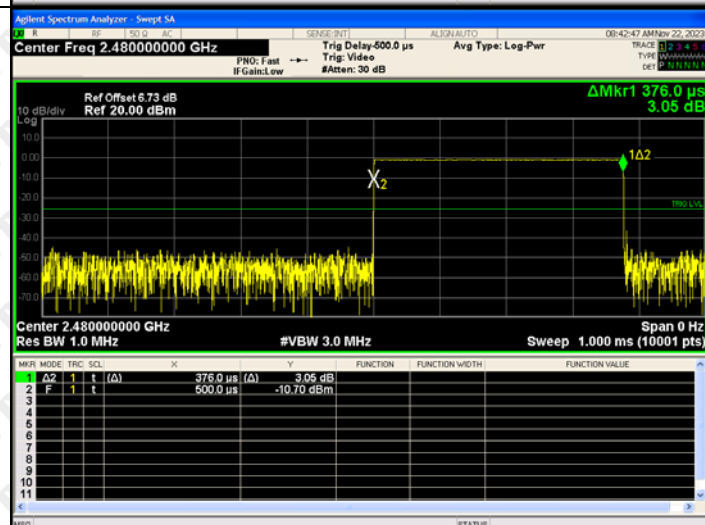 Agilent Spectrum Analyzer - Swept SA
R RF 50 Ω AC SENSE:INT ALIGNAUTO 08:42:47 AM Nov 22, 2023
Center Freq 2.480000000 GHz
PNO: Fast
IFGain:Low
Trig Delay-500.0 µs
Trig: Video
#Atten: 30 dB
Avg Type: Log-Pwr
TRACE 1 2 3 4 5
TYPE
DET P N N N N
Ref Offset 6.73 dB
10 dB/div Ref 20.00 dBm
Log
ΔMkr1 376.0 µs
3.05 dB
10.0
0.00
-10.0
-20.0
-30.0
-40.0
-50.0
-60.0
-70.0
1Δ2
X2
TRIG LVL
Center 2.480000000 GHz Span 0 Hz
Res BW 1.0 MHz #VBW 3.0 MHz Sweep 1.000 ms (10001 pts)
MKR MODE TRC SCL X Y FUNCTION FUNCTION WIDTH FUNCTION VALUE
1 Δ2 1 t (Δ) 376.0 µs (Δ) 3.05 dB
2 F 1 t 500.0 µs -10.70 dBm
3
4
5
6
7
8
9
10
11
MSG STATUS